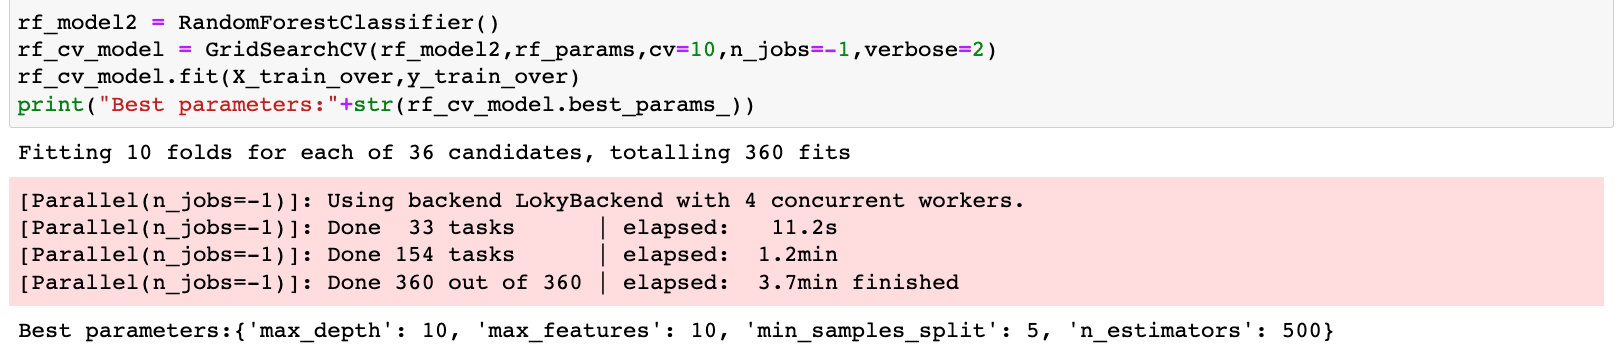 rf_model2 = RandomForestClassifier()
rf_cv_model = GridSearchCV(rf_model2,rf_params,cv=10,n_jobs=-1,verbose=2)
rf_cv_model.fit(X_train_over,y_train_over)
print("Best parameters:"+str(rf_cv_model.best_params_))
Fitting 10 folds for each of 36 candidates, totalling 360 fits
[Parallel(n_jobs=-1)]: Using backend LokyBackend with 4 concurrent workers.
[Parallel(n_jobs=-1)]: Done  33 tasks      | elapsed:   11.2s
[Parallel(n_jobs=-1)]: Done 154 tasks      | elapsed:  1.2min
[Parallel(n_jobs=-1)]: Done 360 out of 360 | elapsed:  3.7min finished
Best parameters:{'max_depth': 10, 'max_features': 10, 'min_samples_split': 5, 'n_estimators': 500}